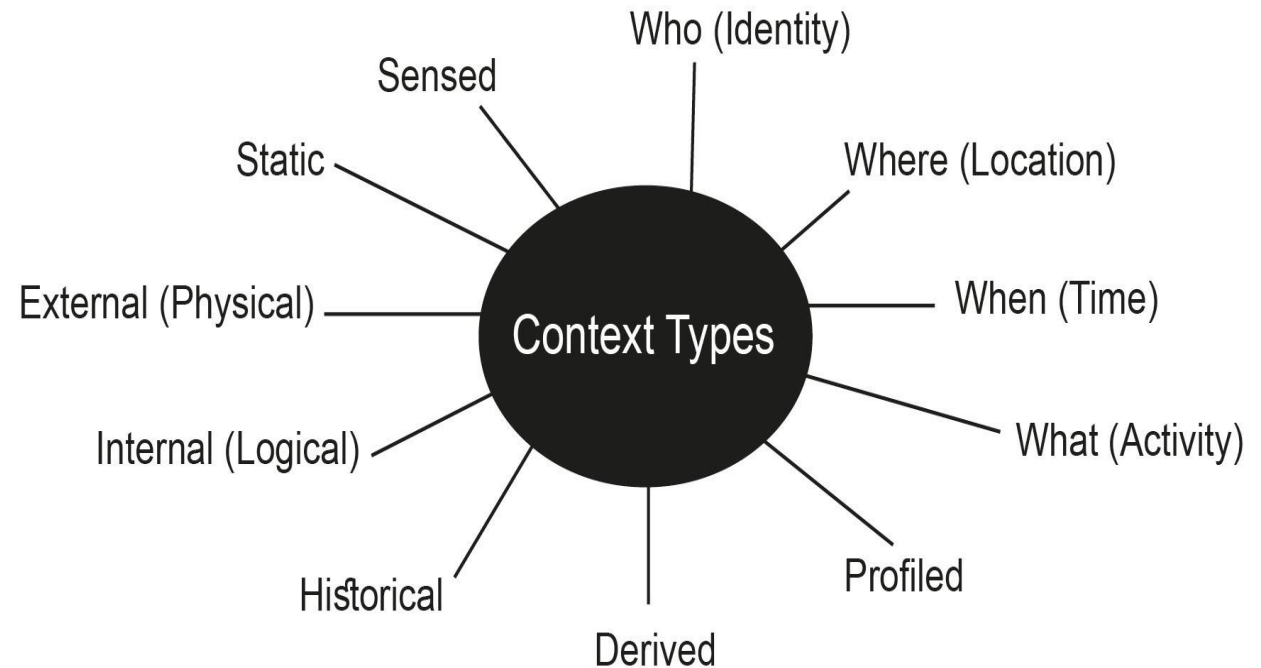 Who (Identity)
Sensed
Static
Where (Location)
External (Physical)
When (Time)
Context Types
Internal (Logical)
What (Activity)
Historical
Profiled
Derived